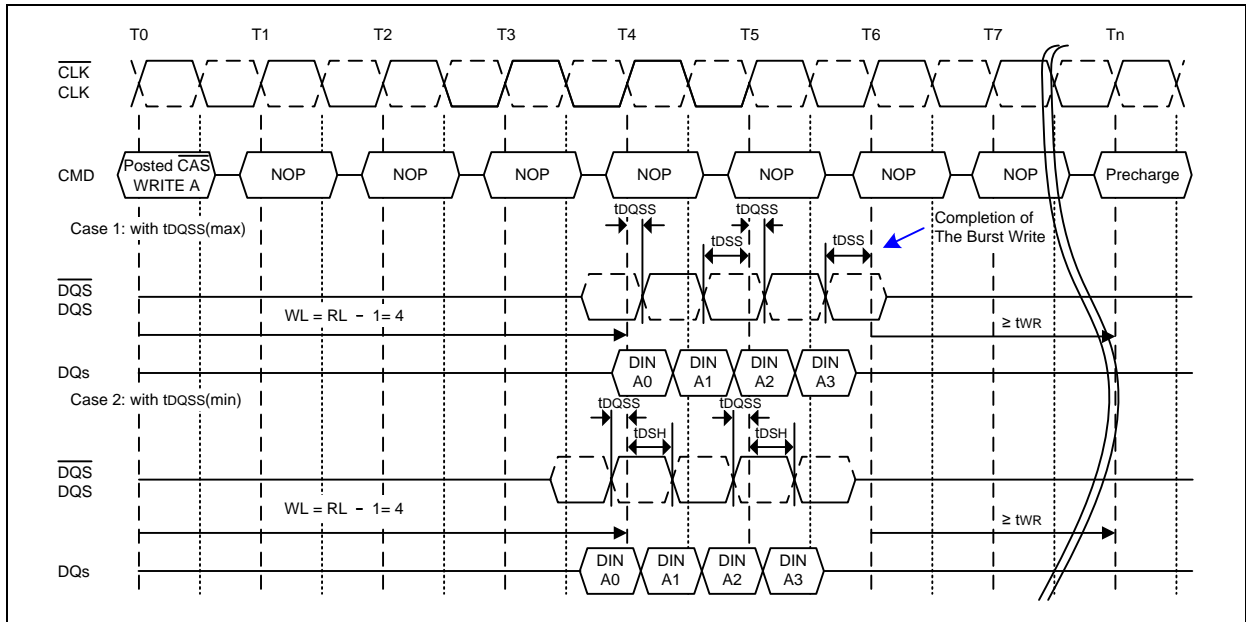 T0 T1 T2 T3 T4 T5 T6 T7 Tn
CLK
CLK
CMD
Posted CAS
WRITE A
NOP NOP NOP NOP NOP NOP NOP Precharge
Case 1: with tDQSS(max)
tDQSS tDQSS
tDSS tDSS
Completion of
The Burst Write
DQS
DQS
WL = RL − 1= 4
≥ tWR
DQs
DIN
A0
DIN
A1
DIN
A2
DIN
A3
Case 2: with tDQSS(min)
tDQSS tDQSS
tDSH tDSH
DQS
DQS
WL = RL − 1= 4
≥ tWR
DQs
DIN
A0
DIN
A1
DIN
A2
DIN
A3